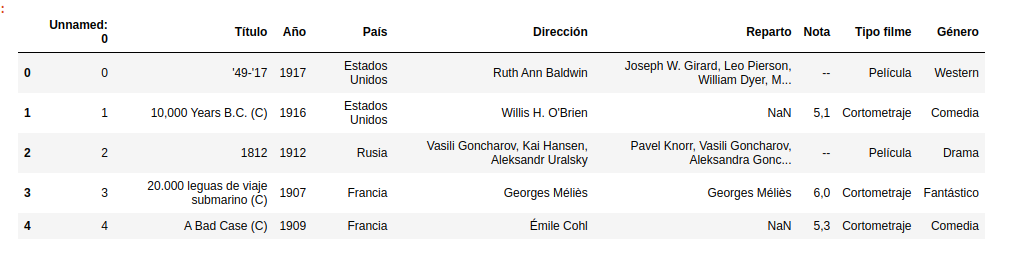 :
Unnamed: 0 Título Año País Dirección Reparto Nota Tipo filme Género
0 0 '49-'17 1917 Estados Unidos Ruth Ann Baldwin Joseph W. Girard, Leo Pierson, William Dyer, M... -- Película Western
1 1 10,000 Years B.C. (C) 1916 Estados Unidos Willis H. O'Brien NaN 5,1 Cortometraje Comedia
2 2 1812 1912 Rusia Vasili Goncharov, Kai Hansen, Aleksandr Uralsky Pavel Knorr, Vasili Goncharov, Aleksandra Gonc... -- Película Drama
3 3 20.000 leguas de viaje submarino (C) 1907 Francia Georges Méliès Georges Méliès 6,0 Cortometraje Fantástico
4 4 A Bad Case (C) 1909 Francia Émile Cohl NaN 5,3 Cortometraje Comedia